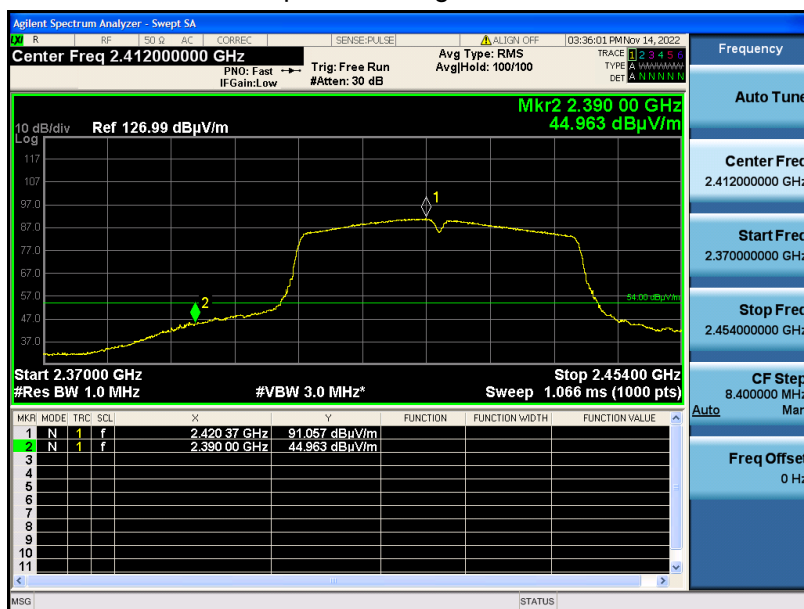 Agilent Spectrum Analyzer - Swept SA
LXI R RF 50 Ω AC CORREC SENSE:PULSE ALIGN OFF 03:36:01 PM Nov 14, 2022
Center Freq 2.412000000 GHz
PNO: Fast
IFGain:Low
Trig: Free Run
#Atten: 30 dB
Avg Type: RMS
Avg|Hold: 100/100
TRACE 1 2 3 4 5 6
TYPE A WWWWW
DET A N N N N N
Mkr2 2.390 00 GHz
44.963 dBµV/m
10 dB/div Ref 126.99 dBµV/m
Log
117
107
97.0
87.0
77.0
67.0
57.0
47.0
37.0
1
2
54.00 dBµV/m
Start 2.37000 GHz Stop 2.45400 GHz
#Res BW 1.0 MHz #VBW 3.0 MHz* Sweep 1.066 ms (1000 pts)
MKR MODE TRC SCL X Y FUNCTION FUNCTION WIDTH FUNCTION VALUE
1 N 1 f 2.420 37 GHz 91.057 dBµV/m
2 N 1 f 2.390 00 GHz 44.963 dBµV/m
3
4
5
6
7
8
9
10
11
MSG STATUS
Frequency
Auto Tune
Center Freq
2.412000000 GHz
Start Freq
2.370000000 GHz
Stop Freq
2.454000000 GHz
CF Step
8.400000 MHz
Auto Man
Freq Offset
0 Hz